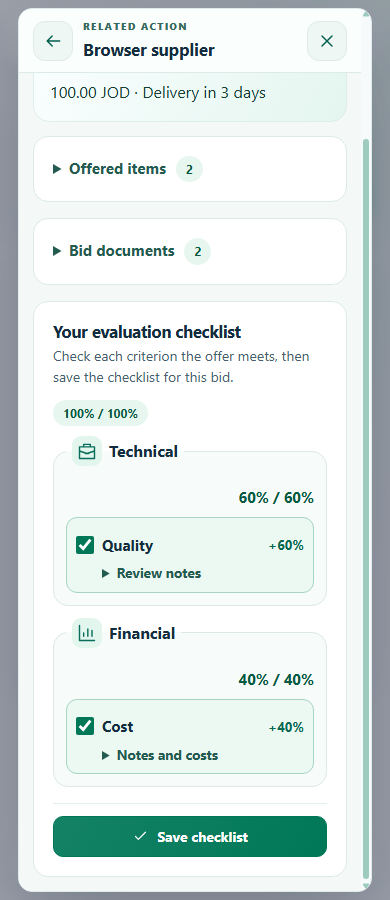 RELATED ACTION
Browser supplier
100.00 JOD · Delivery in 3 days
Offered items 2
Bid documents 2
Your evaluation checklist
Check each criterion the offer meets, then
save the checklist for this bid.
100% / 100%
Technical
60% / 60%
Quality +60%
Review notes
Financial
40% / 40%
Cost +40%
Notes and costs
Save checklist